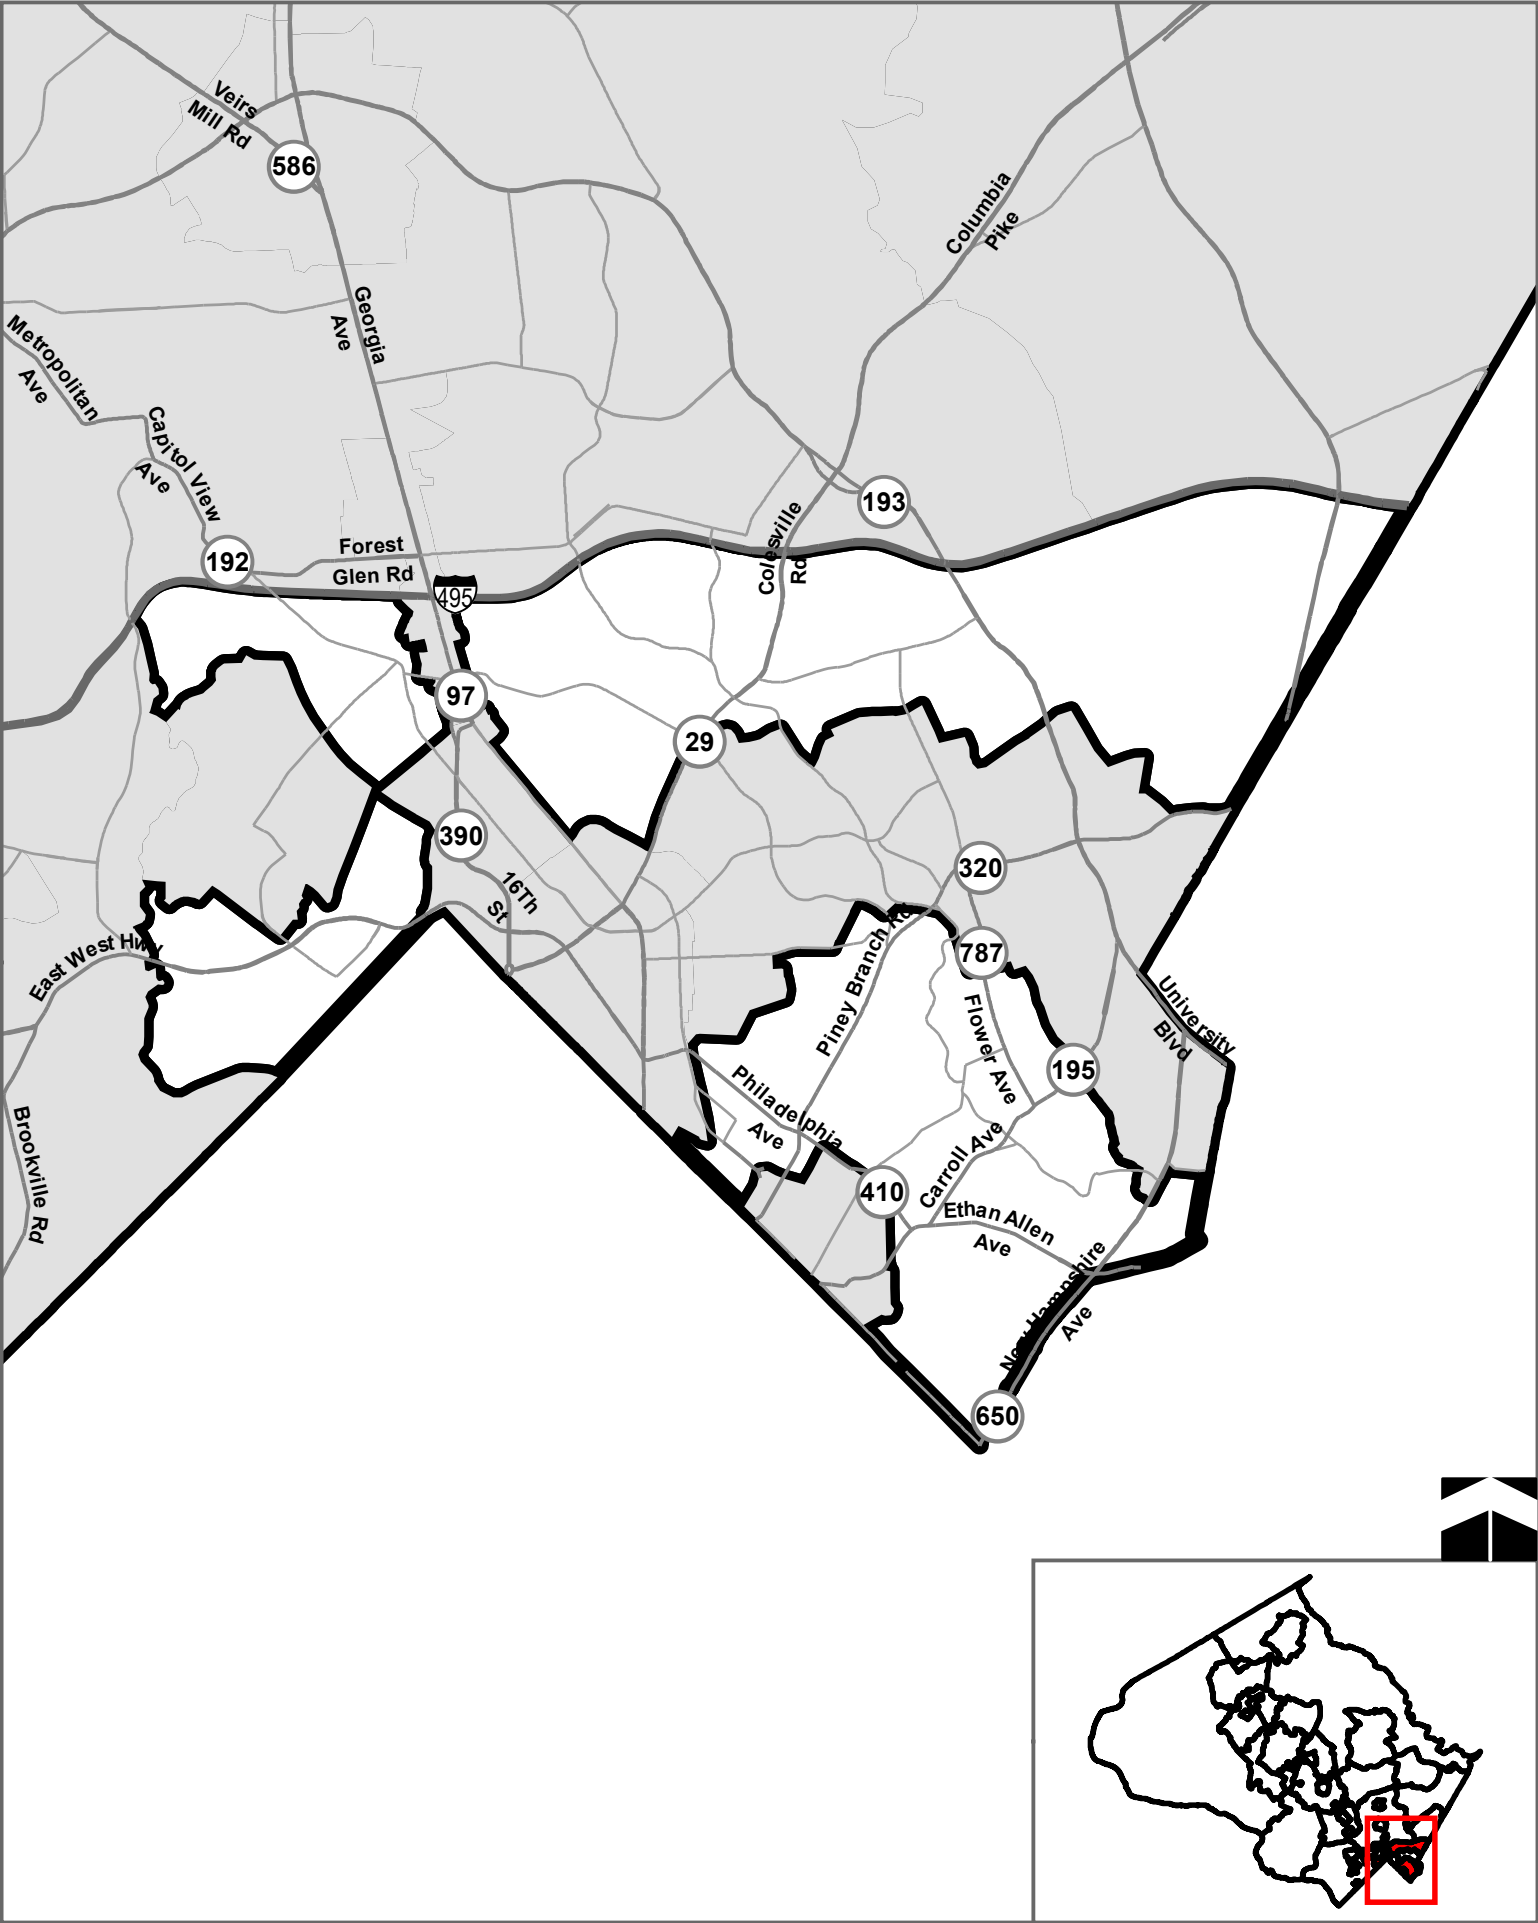 Veirs
Mill Rd
586
Columbia
Pike
Georgia
Ave
Metropolitan
Ave
Capitol View
Ave
193
Colesville
Rd
192
Forest
Glen Rd
495
97
29
390
16Th
St
320
East West Hwy
Piney Branch Rd
787
Flower Ave
University
Blvd
195
Philadelphia
Ave
Brookville Rd
Carroll Ave
410
Ethan Allen
Ave
New Hampshire
Ave
650